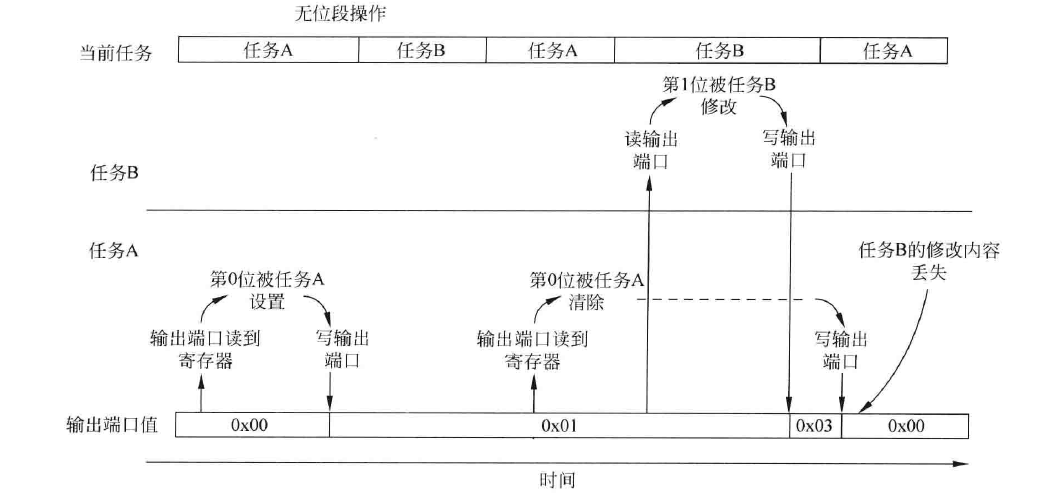 无位段操作
当前任务
任务A
任务B
任务A
任务B
任务A
第1位被任务B
修改
读输出
端口
写输出
端口
任务B
任务A
任务B的修改内容
丢失
第0位被任务A
设置
第0位被任务A
清除
输出端口读到
寄存器
写输出
端口
输出端口读到
寄存器
写输出
端口
输出端口值
0x00
0x01
0x03
0x00
时间